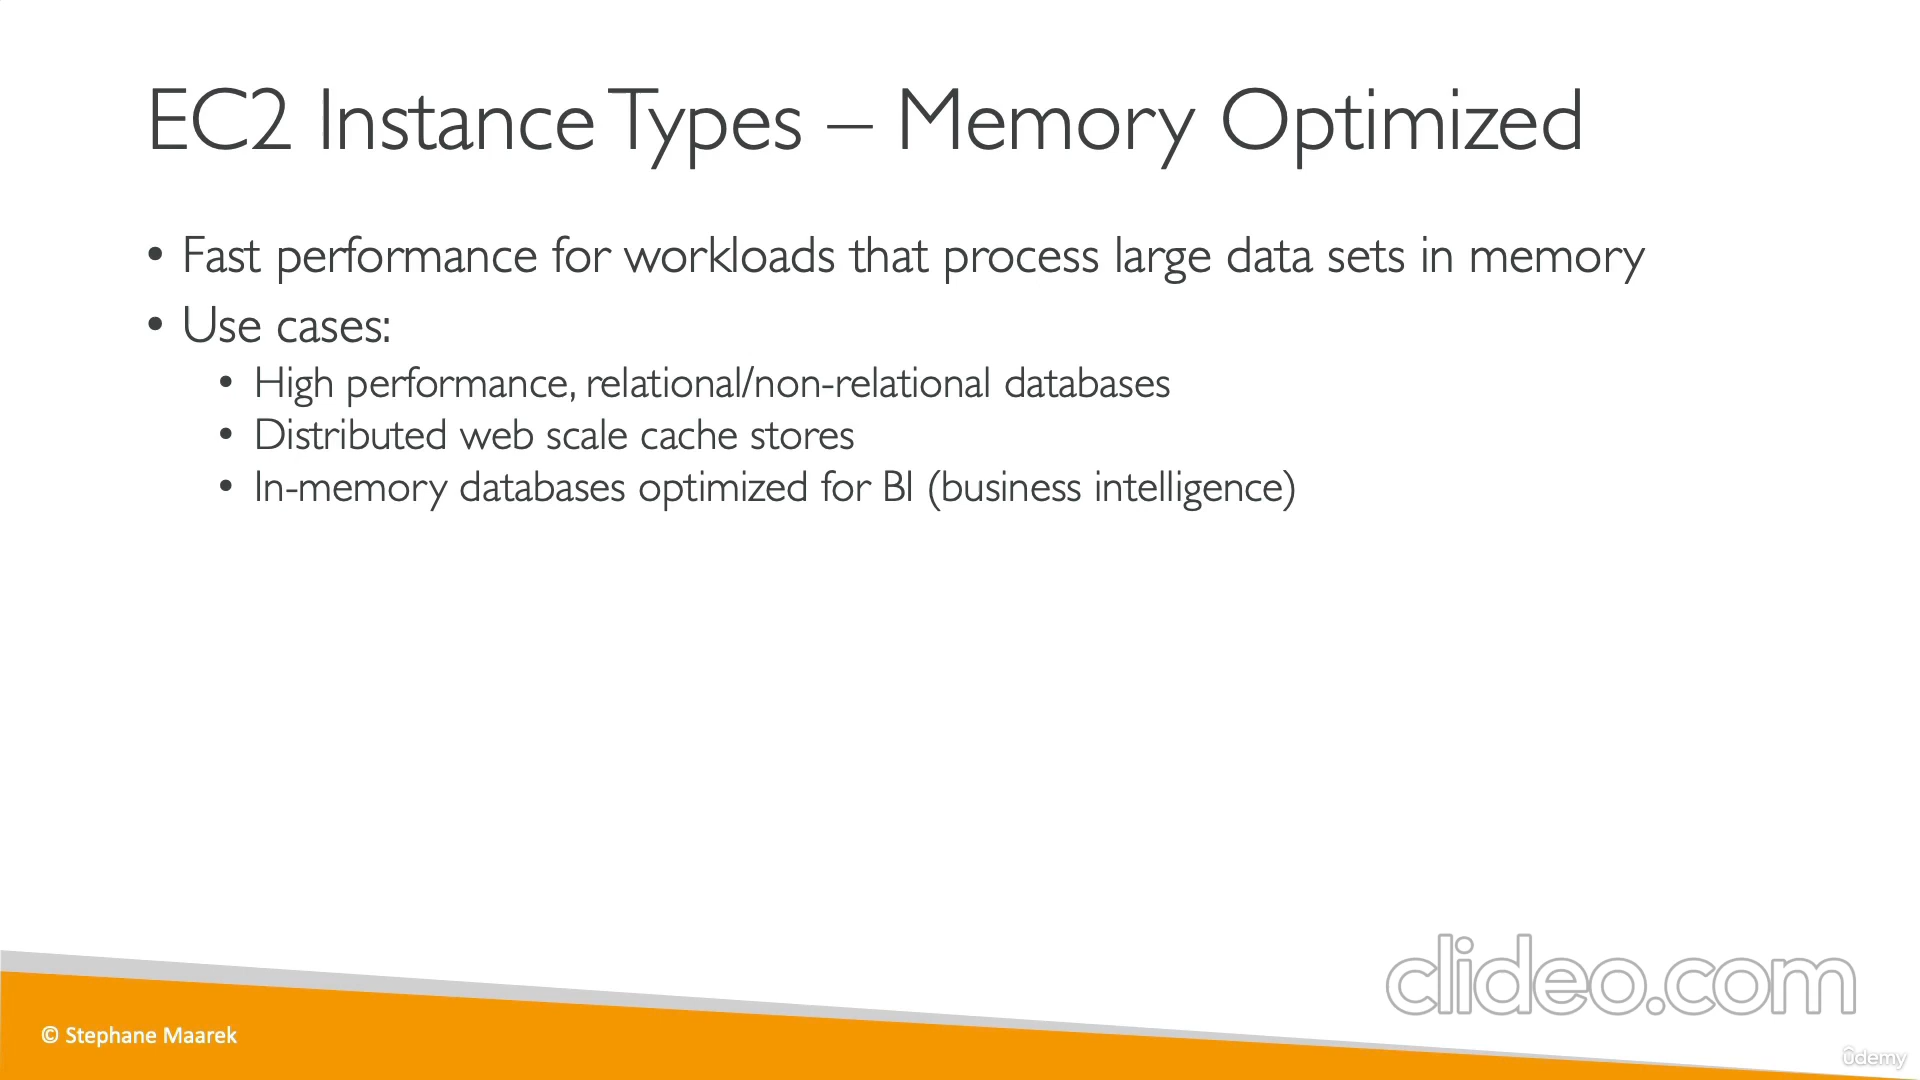 EC2 Instance Types – Memory Optimized
• Fast performance for workloads that process large data sets in memory
• Use cases:
• High performance, relational/non-relational databases
• Distributed web scale cache stores
• In-memory databases optimized for BI (business intelligence)
clideo.com
© Stephane Maarek
ûdemy